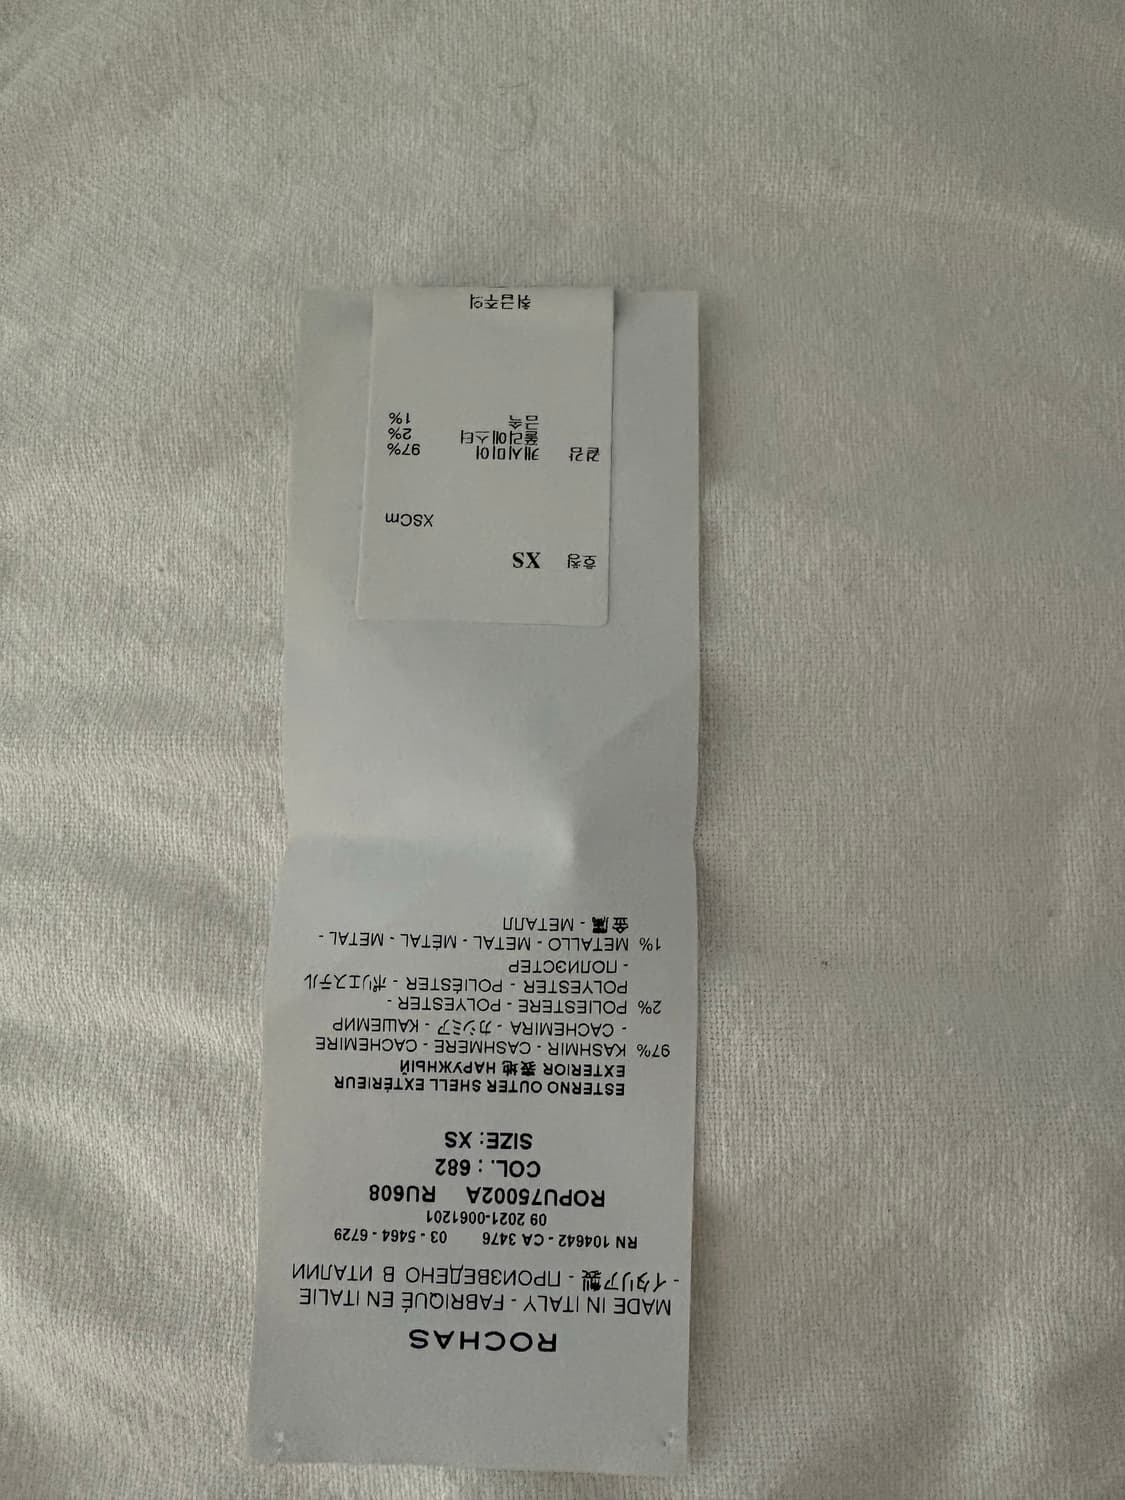 ROCHAS
MADE IN ITALY - FABRIQUÉ EN ITALIE
- イタリア製 - ПРОИЗВЕДЕНО В ИТАЛИИ
RN 104642 - CA 3476 03 - 5464 - 6729
09 2021-0061201
ROPU75002A RU608
COL. : 682
SIZE: XS
ESTERNO OUTER SHELL EXTÉRIEUR
EXTERIOR 表地 НАРУЖНЫЙ
97% KASHMIR - CASHMERE - CACHEMIRE
- CACHEMIRA - カシミア - КАШЕМИР
2% POLIESTERE - POLYESTER -
POLYESTER - POLIÉSTER - ポリエステル
- ПОЛИЭСТЕР
1% METALLO - METAL - MÉTAL - METAL -
金属 - МЕТАЛЛ
호칭 XS
XSCm
겉감 캐시미어 97%
폴리에스터 2%
금속 1%
취급주의